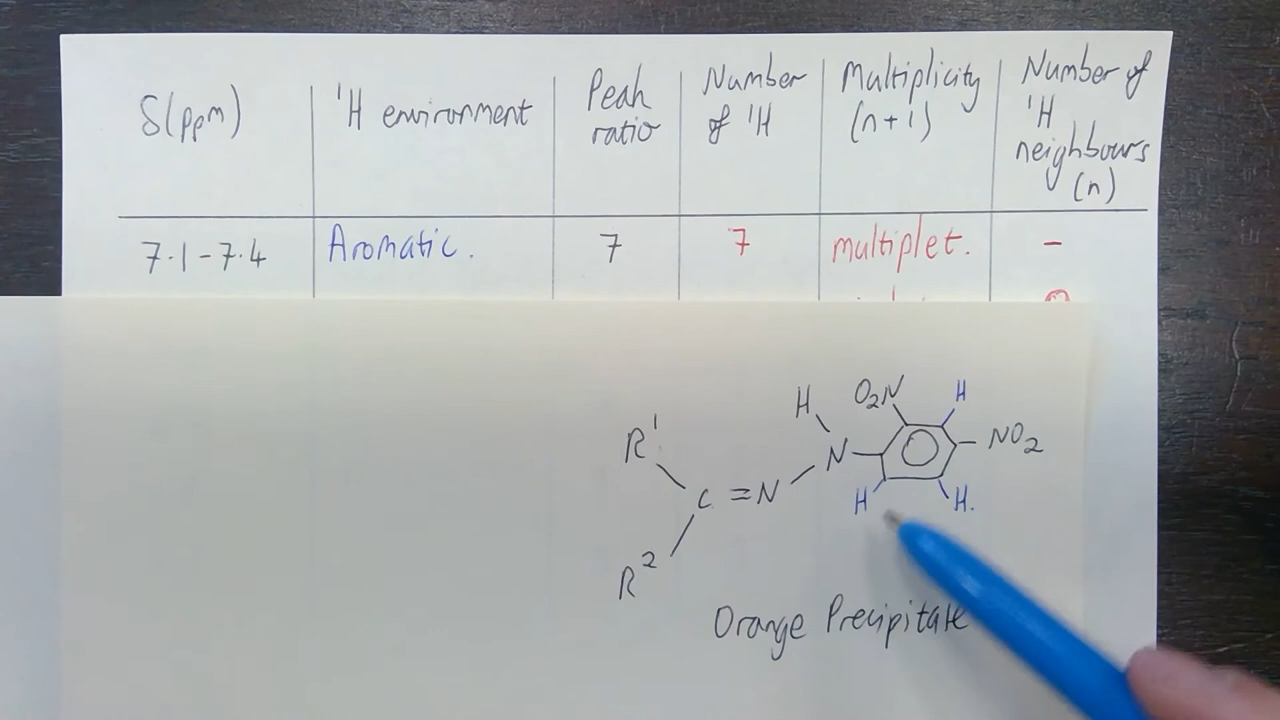 δ(ppm)
¹H environment
Peak
ratio
Number
of ¹H
Multiplicity
(n+1)
Number of
¹H
neighbours
(n)
7.1-7.4
Aromatic.
7
7
multiplet.
-
H
O₂N
H
R¹
N
NO₂
C=N
H
H.
R²
Orange Precipitate